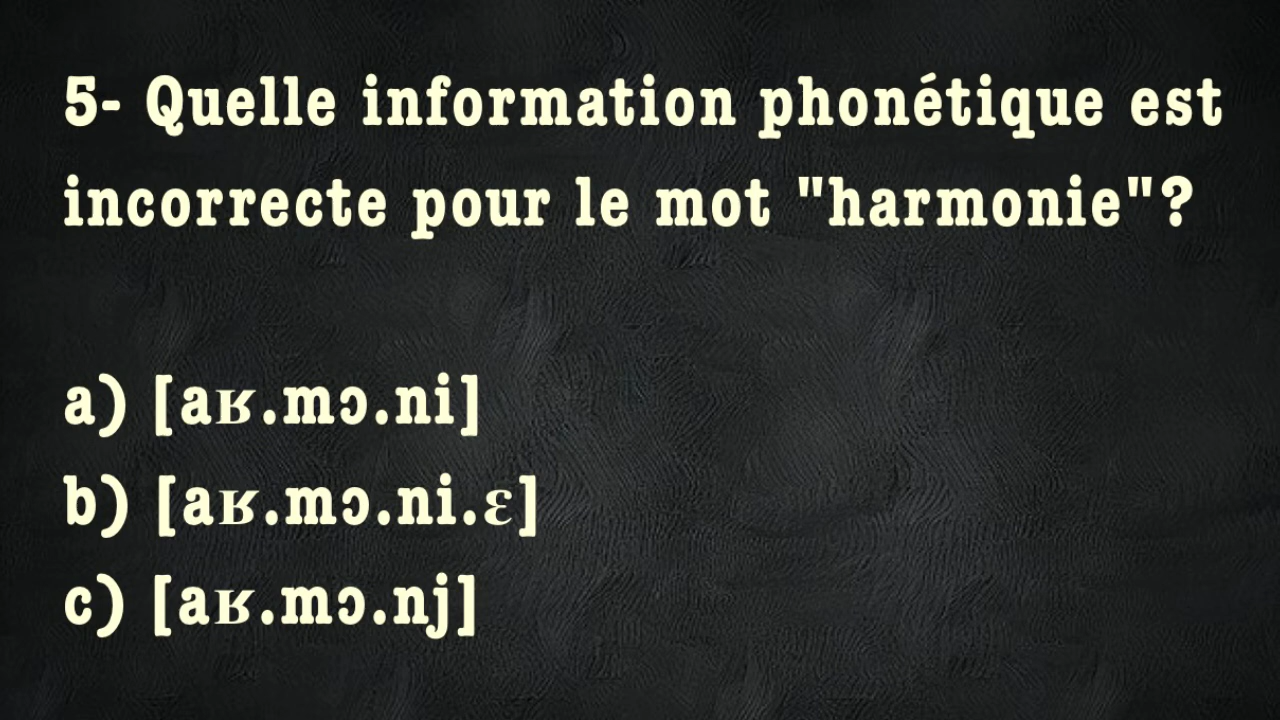 5- Quelle information phonétique est
incorrecte pour le mot "harmonie"?
a) [aʁ.mɔ.ni]
b) [aʁ.mɔ.ni.ɛ]
c) [aʁ.mɔ.nj]